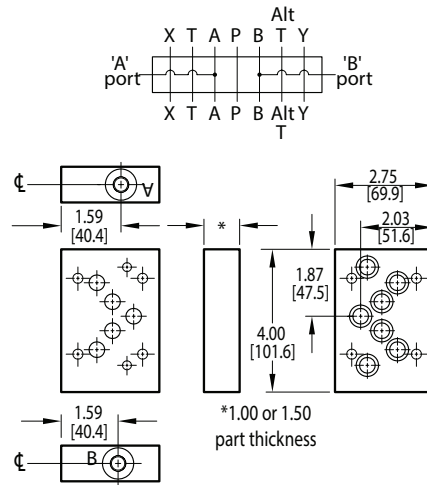 Alt
X T A P B T Y
'A'
port
'B'
port
X T A P B Alt Y
T
℄
A
1.59
[40.4]
*
2.75
[69.9]
2.03
[51.6]
1.87
[47.5]
4.00
[101.6]
1.59
[40.4]
*1.00 or 1.50
part thickness
℄
B